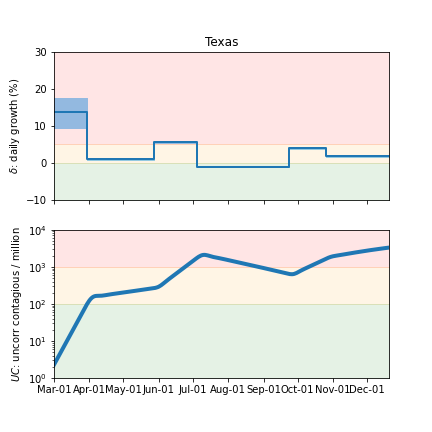 Texas
δ: daily growth (%)
30
20
10
0
−10
UC: uncorr contagious / million
10⁴
10³
10²
10¹
10⁰
Mar-01 Apr-01 May-01 Jun-01 Jul-01 Aug-01 Sep-01 Oct-01 Nov-01 Dec-01